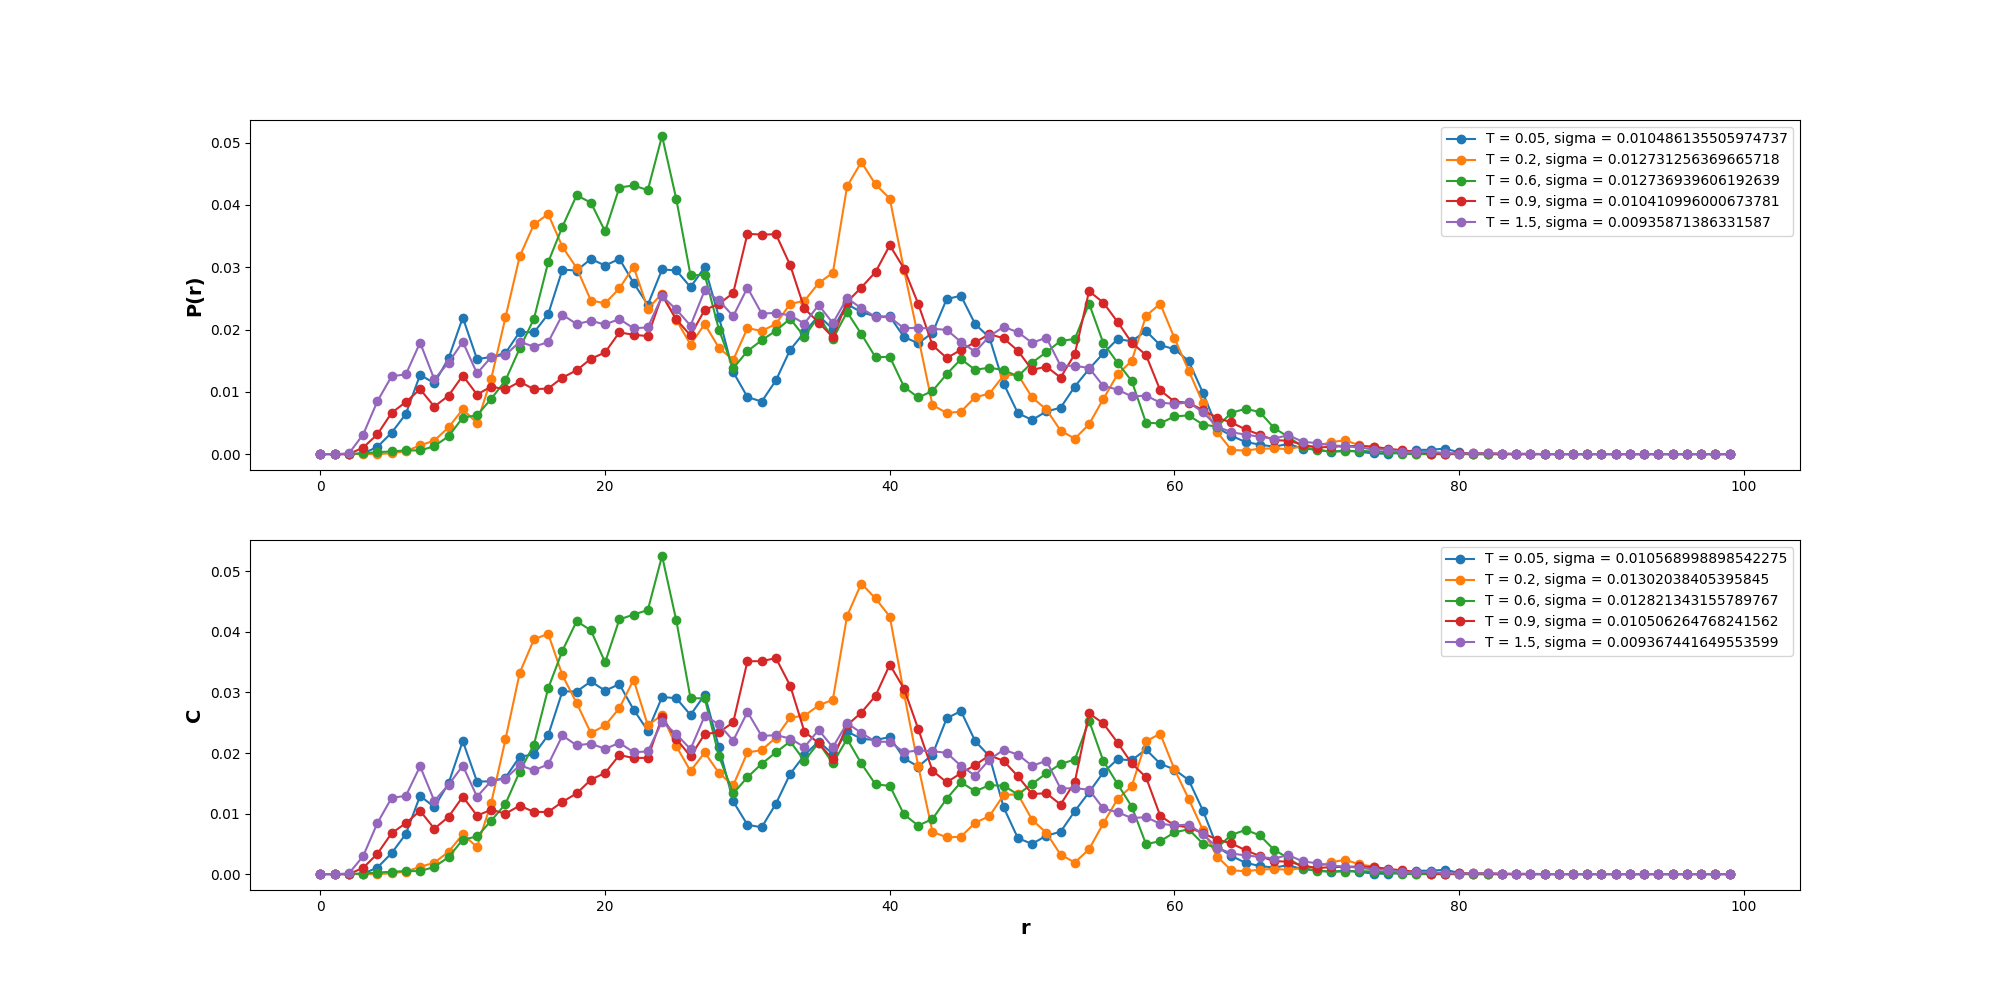 P(r)
0.05
0.04
0.03
0.02
0.01
0.00
0 20 40 60 80 100
T = 0.05, sigma = 0.010486135505974737
T = 0.2, sigma = 0.012731256369665718
T = 0.6, sigma = 0.012736939606192639
T = 0.9, sigma = 0.010410996000673781
T = 1.5, sigma = 0.00935871386331587
C
0.05
0.04
0.03
0.02
0.01
0.00
0 20 40 60 80 100
r
T = 0.05, sigma = 0.010568998898542275
T = 0.2, sigma = 0.01302038405395845
T = 0.6, sigma = 0.012821343155789767
T = 0.9, sigma = 0.010506264768241562
T = 1.5, sigma = 0.009367441649553599